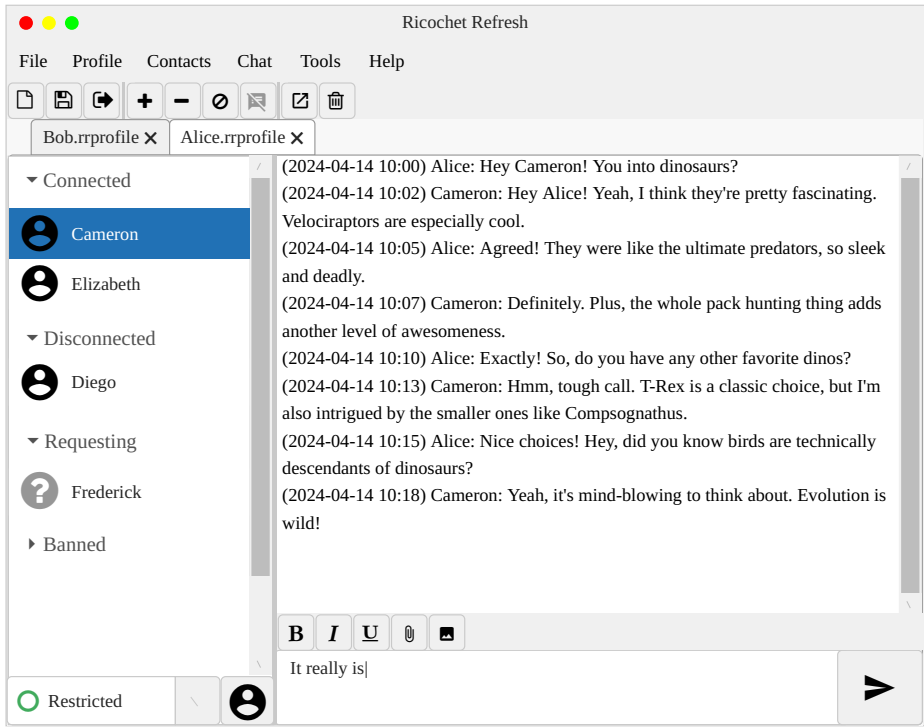 Ricochet Refresh
File Profile Contacts Chat Tools Help
Bob.rrprofile Alice.rrprofile
Connected
Cameron
Elizabeth
Disconnected
Diego
Requesting
Frederick
Banned
Restricted
(2024-04-14 10:00) Alice: Hey Cameron! You into dinosaurs?
(2024-04-14 10:02) Cameron: Hey Alice! Yeah, I think they're pretty fascinating.
Velociraptors are especially cool.
(2024-04-14 10:05) Alice: Agreed! They were like the ultimate predators, so sleek
and deadly.
(2024-04-14 10:07) Cameron: Definitely. Plus, the whole pack hunting thing adds
another level of awesomeness.
(2024-04-14 10:10) Alice: Exactly! So, do you have any other favorite dinos?
(2024-04-14 10:13) Cameron: Hmm, tough call. T-Rex is a classic choice, but I'm
also intrigued by the smaller ones like Compsognathus.
(2024-04-14 10:15) Alice: Nice choices! Hey, did you know birds are technically
descendants of dinosaurs?
(2024-04-14 10:18) Cameron: Yeah, it's mind-blowing to think about. Evolution is
wild!
B I U
It really is